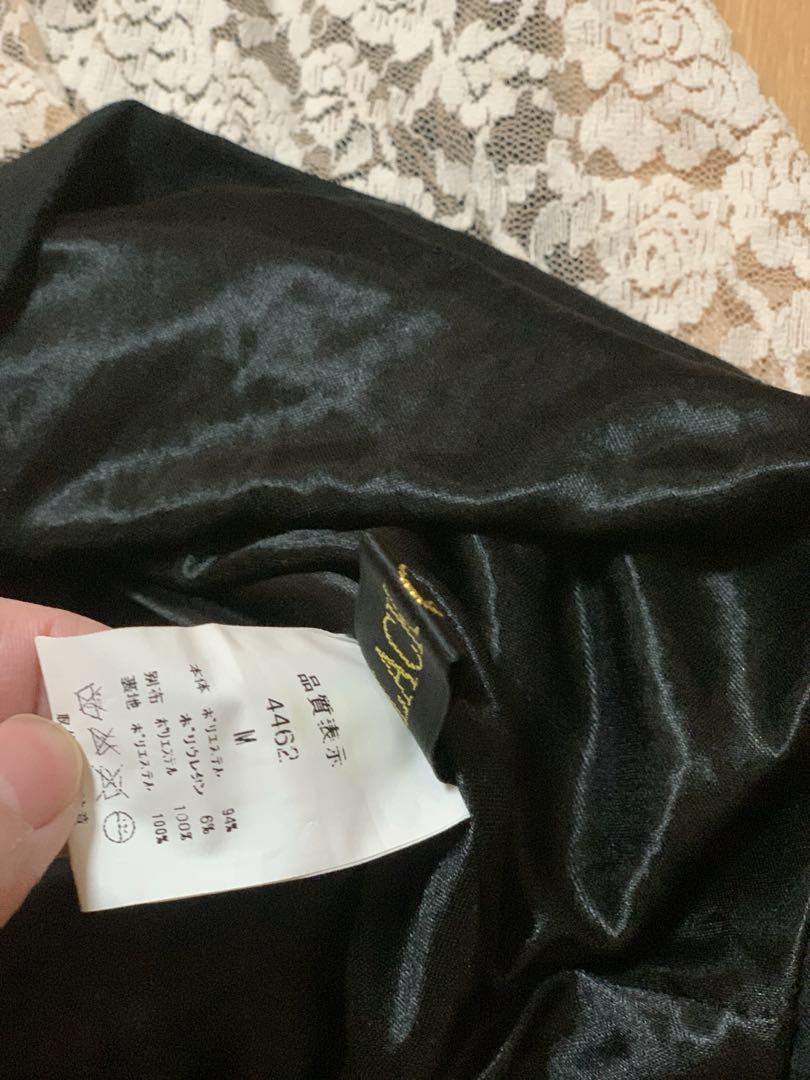 品質表示
4462
M
本体 ポリエステル 94%
ポリウレタン 6%
別布 ポリエステル 100%
裏地 ポリエステル 100%